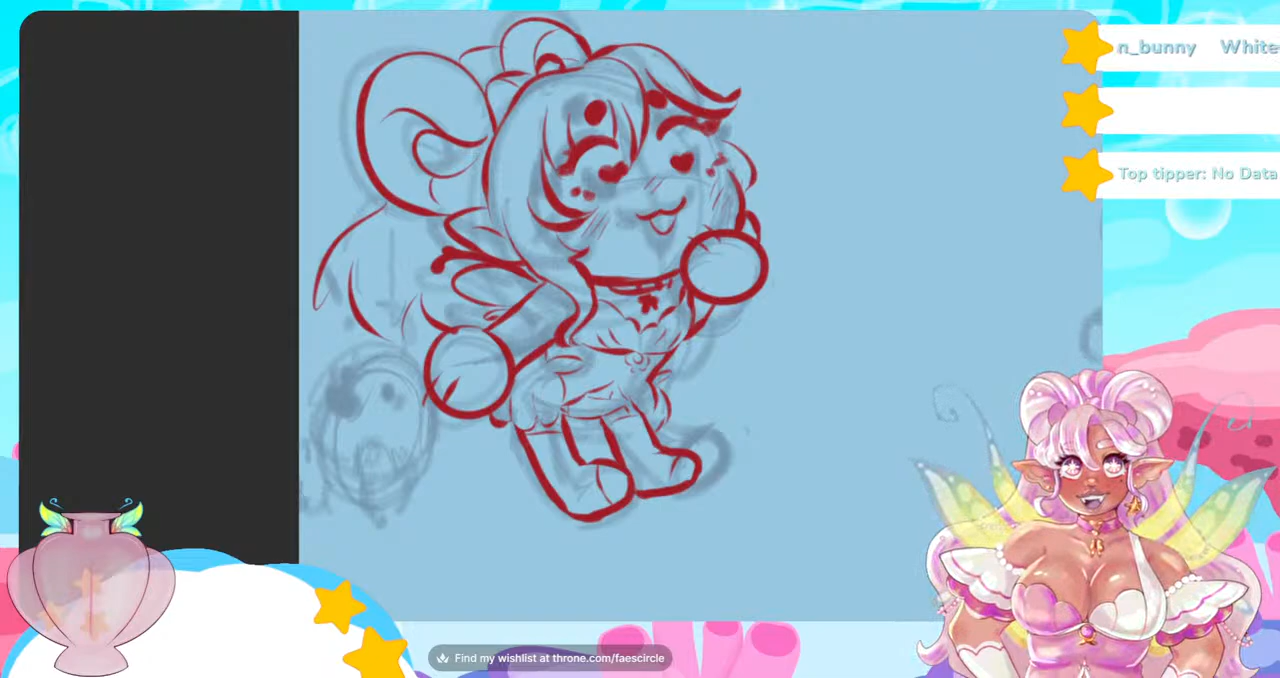 n_bunny White
Top tipper: No Data
Find my wishlist at throne.com/faescircle